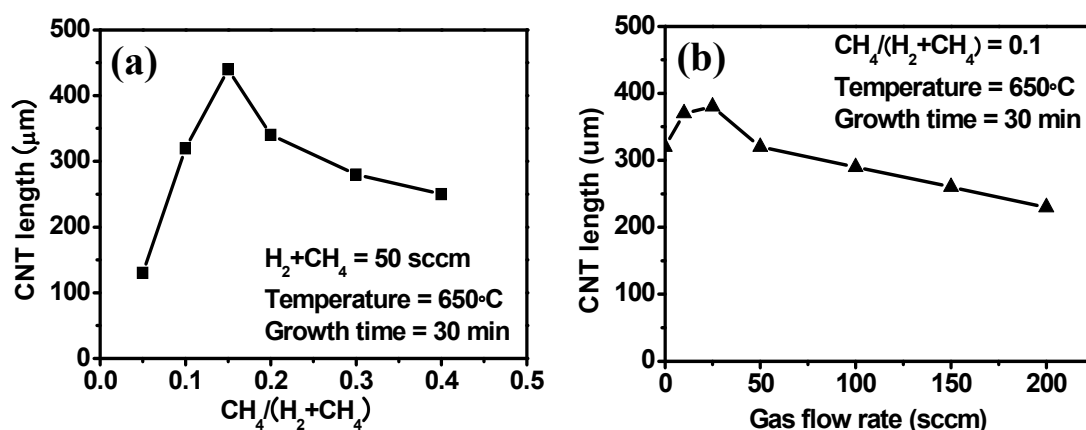 (a)
500
400
300
200
100
0
CNT length (μm)
H₂+CH₄ = 50 sccm
Temperature = 650°C
Growth time = 30 min
0.0 0.1 0.2 0.3 0.4 0.5
CH₄/(H₂+CH₄)
(b)
500
400
300
200
100
0
CNT length (um)
CH₄/(H₂+CH₄) = 0.1
Temperature = 650°C
Growth time = 30 min
0 50 100 150 200
Gas flow rate (sccm)